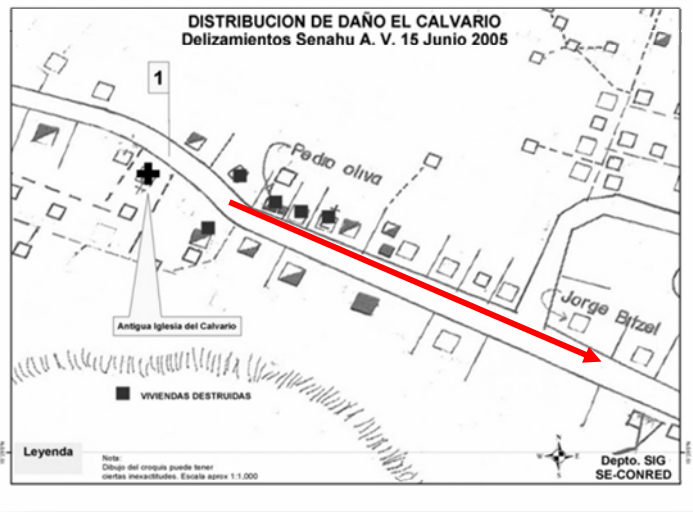 DISTRIBUCION DE DAÑO EL CALVARIO
Delizamientos Senahu A. V. 15 Junio 2005
1
Pedro oliva
Jorge Bitzel
Antigua Iglesia del Calvario
VIVIENDAS DESTRUIDAS
Leyenda
Nota:
Dibujo del croquis puede tener
ciertas inexactitudes. Escala aprox 1:1,000
N
W
E
S
Depto. SIG
SE-CONRED